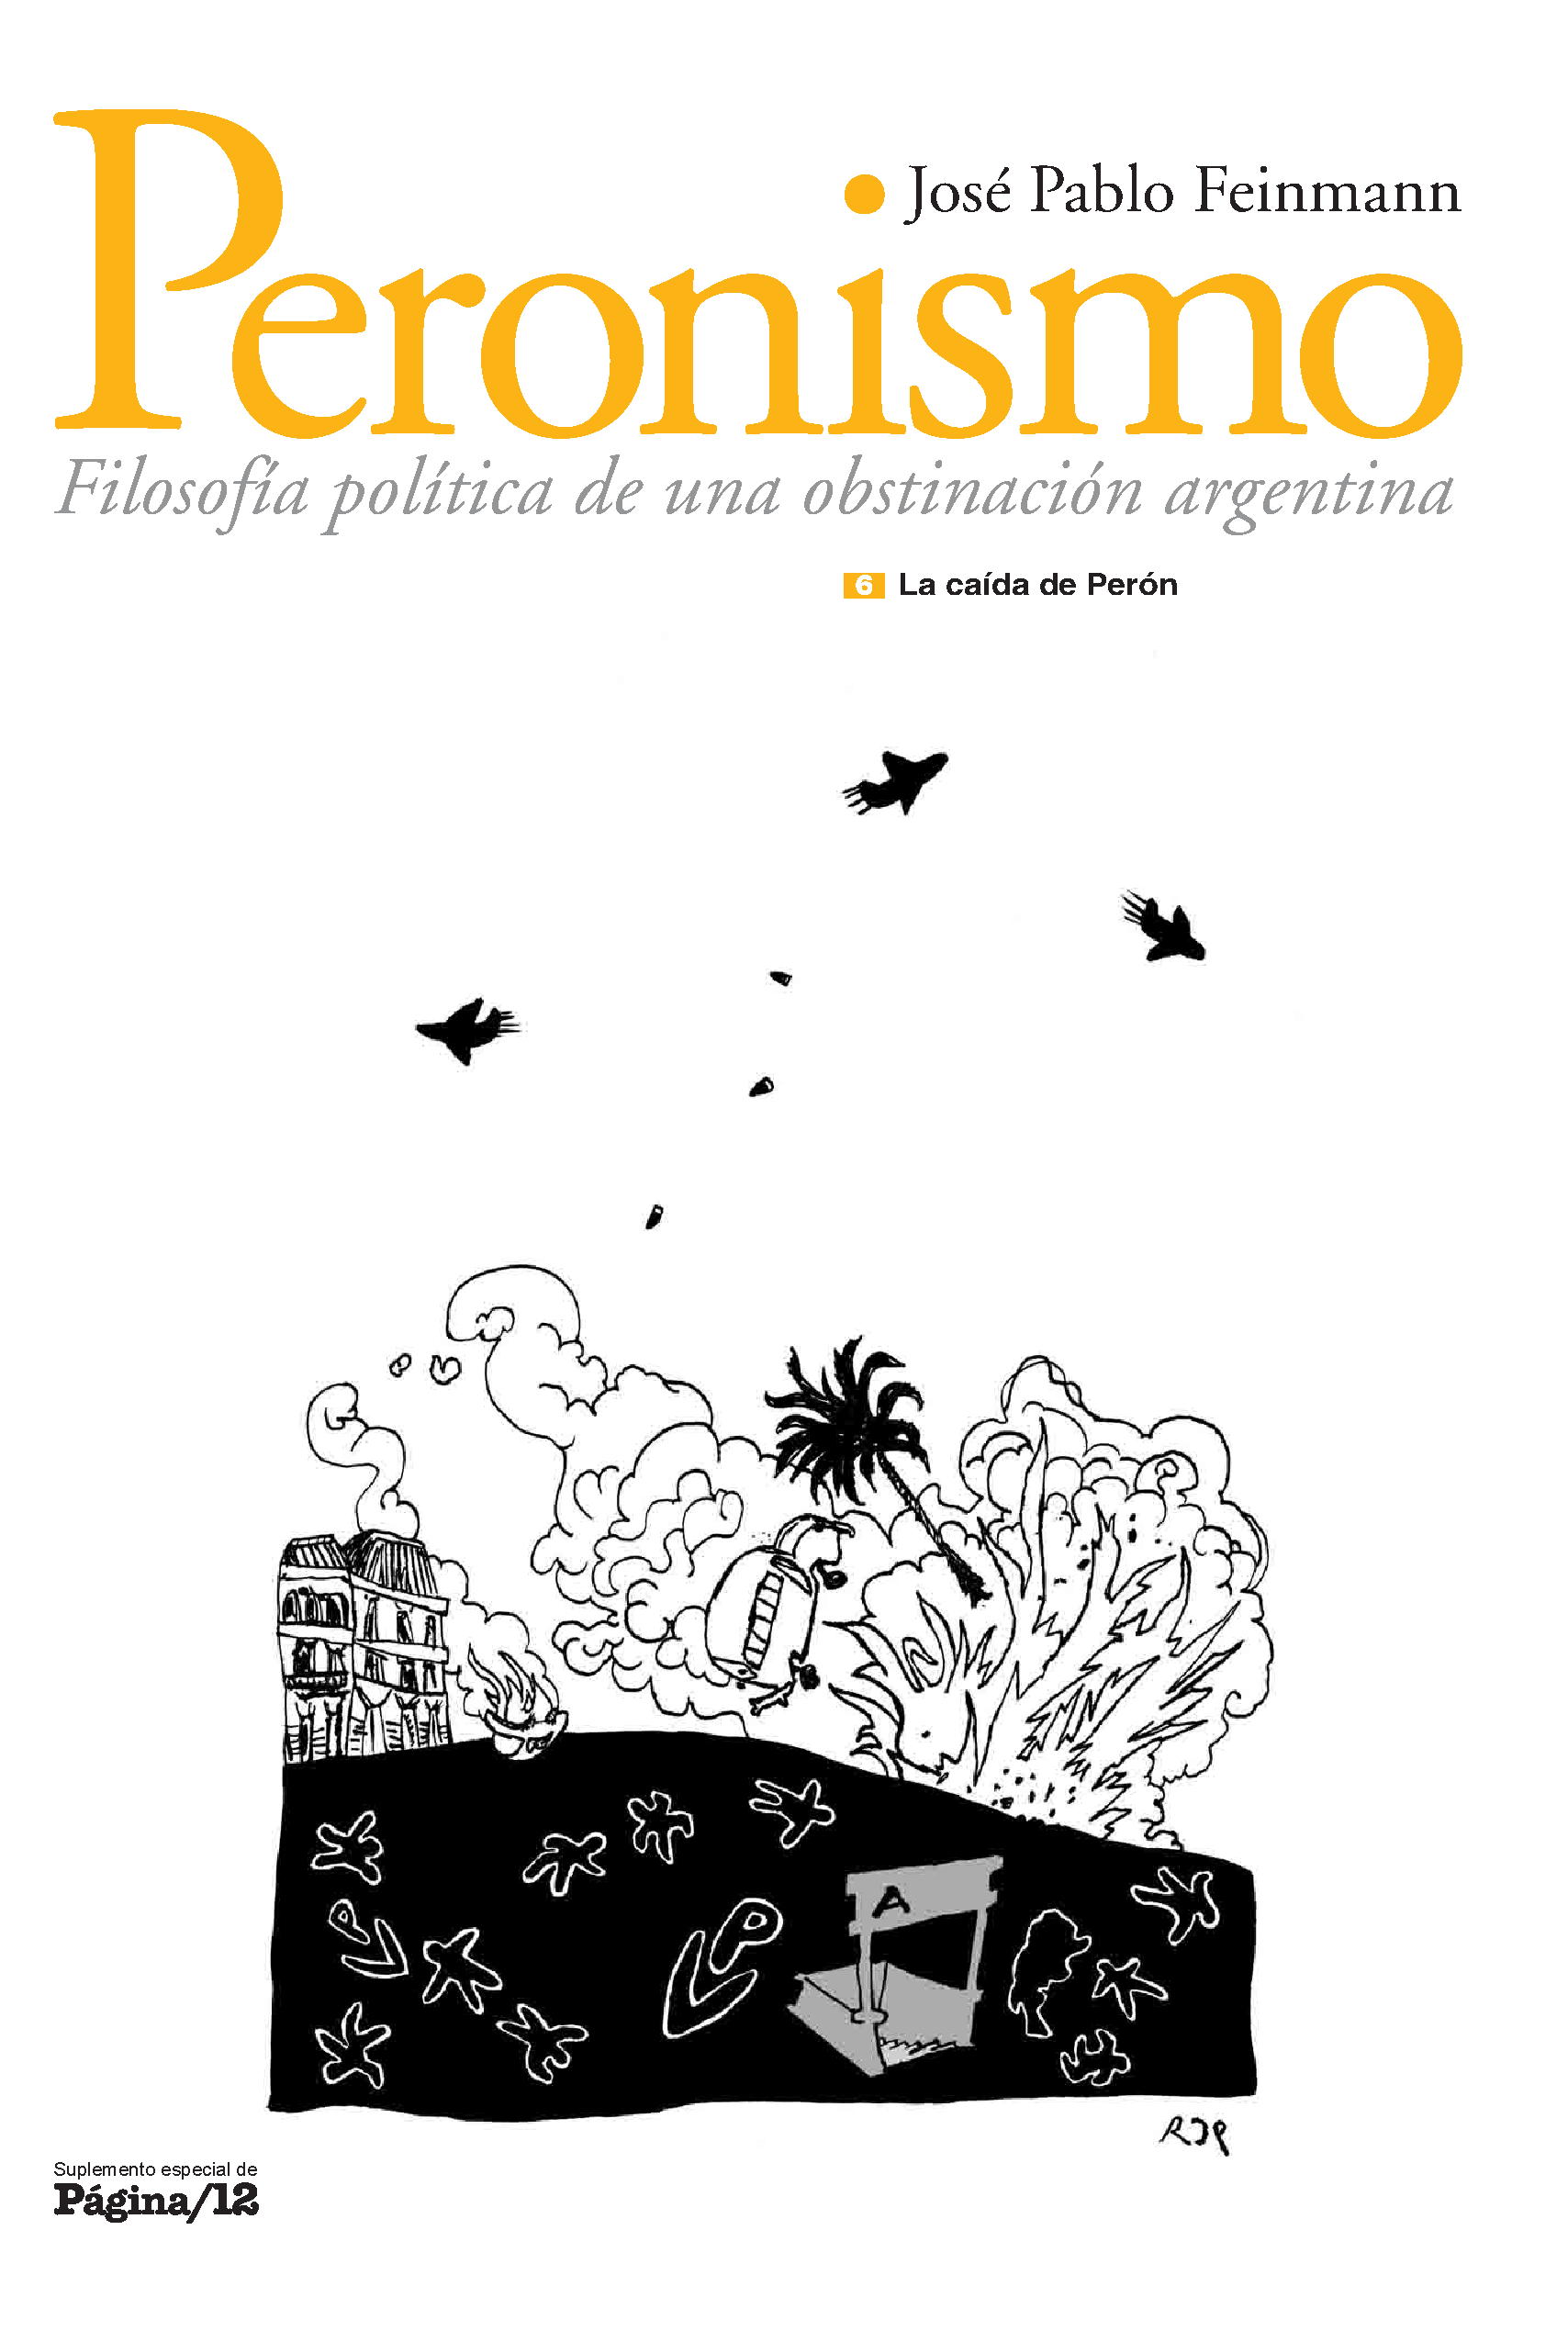 José Pablo Feinmann
Peronismo
Filosofía política de una obstinación argentina
6 La caída de Perón
A
P
P
REP
Suplemento especial de
Página/12